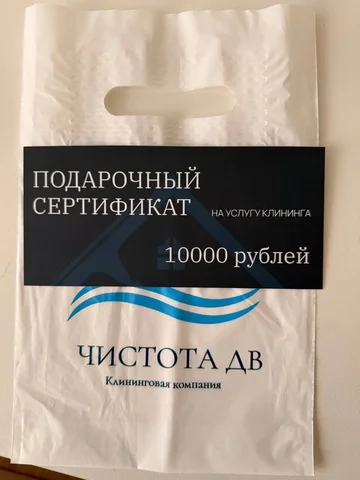 ПОДАРОЧНЫЙ
СЕРТИФИКАТ НА УСЛУГУ КЛИНИНГА
10000 рублей
ЧИСТОТА ДВ
Клининговая компания